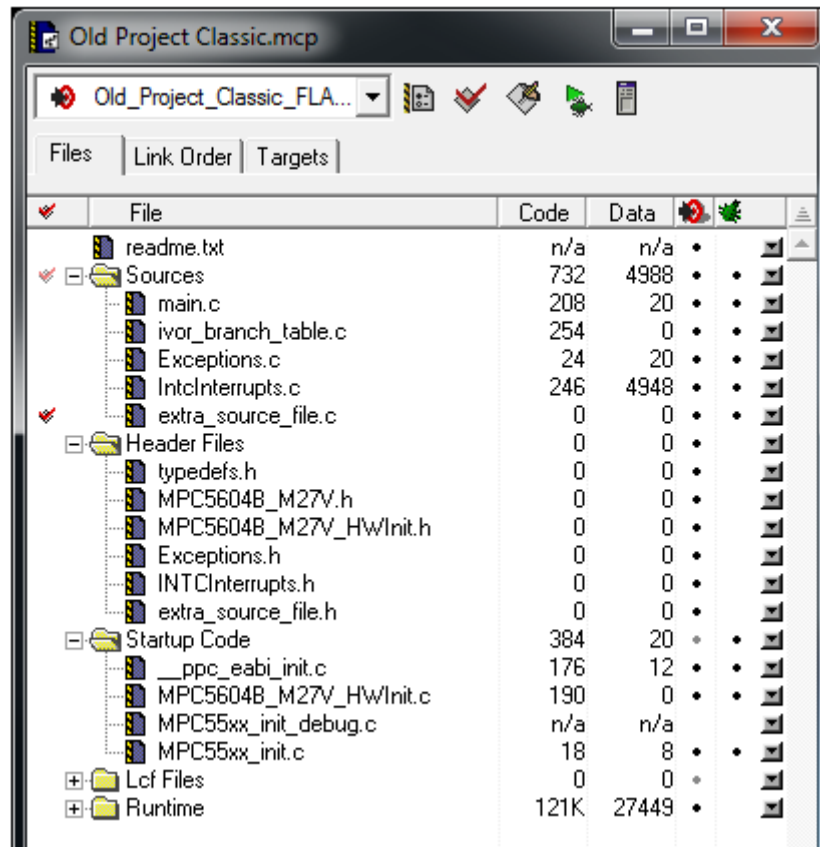 Old Project Classic.mcp
Old_Project_Classic_FLA...
Files Link Order Targets
File Code Data
readme.txt n/a n/a
Sources 732 4988
main.c 208 20
ivor_branch_table.c 254 0
Exceptions.c 24 20
IntcInterrupts.c 246 4948
extra_source_file.c 0 0
Header Files 0 0
typedefs.h 0 0
MPC5604B_M27V.h 0 0
MPC5604B_M27V_HWInit.h 0 0
Exceptions.h 0 0
INTCInterrupts.h 0 0
extra_source_file.h 0 0
Startup Code 384 20
__ppc_eabi_init.c 176 12
MPC5604B_M27V_HWInit.c 190 0
MPC55xx_init_debug.c n/a n/a
MPC55xx_init.c 18 8
Lcf Files 0 0
Runtime 121K 27449